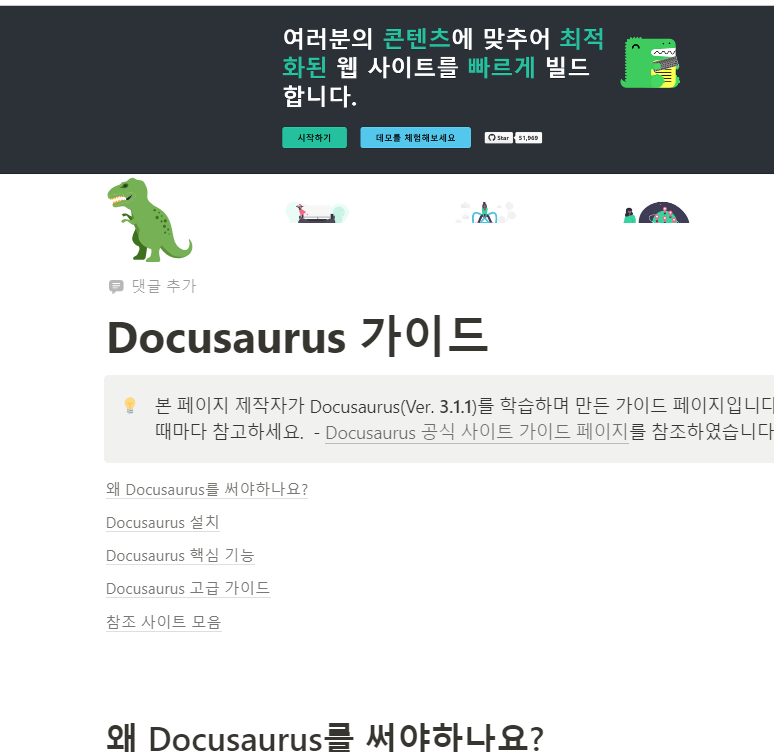 여러분의 콘텐츠에 맞추어 최적
화된 웹 사이트를 빠르게 빌드
합니다.
시작하기 데모를 체험해보세요 Star 51,969
댓글 추가
Docusaurus 가이드
본 페이지 제작자가 Docusaurus(Ver. 3.1.1)를 학습하며 만든 가이드 페이지입니다
때마다 참고하세요. - Docusaurus 공식 사이트 가이드 페이지를 참조하였습니다
왜 Docusaurus를 써야하나요?
Docusaurus 설치
Docusaurus 핵심 기능
Docusaurus 고급 가이드
참조 사이트 모음
왜 Docusaurus를 써야하나요?